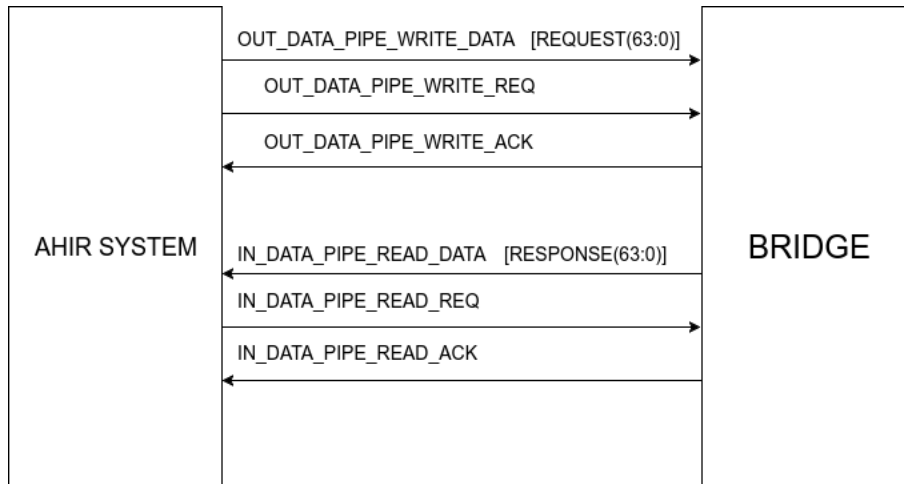 OUT_DATA_PIPE_WRITE_DATA [REQUEST(63:0)]
OUT_DATA_PIPE_WRITE_REQ
OUT_DATA_PIPE_WRITE_ACK
AHIR SYSTEM
BRIDGE
IN_DATA_PIPE_READ_DATA [RESPONSE(63:0)]
IN_DATA_PIPE_READ_REQ
IN_DATA_PIPE_READ_ACK